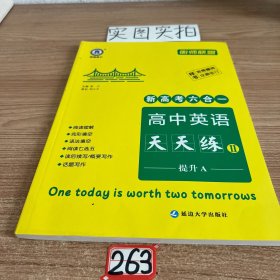 买图实拍
新高考六合一
高中英语
天天练 II
提升A
• 阅读理解
• 完形填空
• 语法填空
• 阅读七选五
• 读后续写/概要写作
• 话题写作
One today is worth two tomorrows
延边大学出版社
263